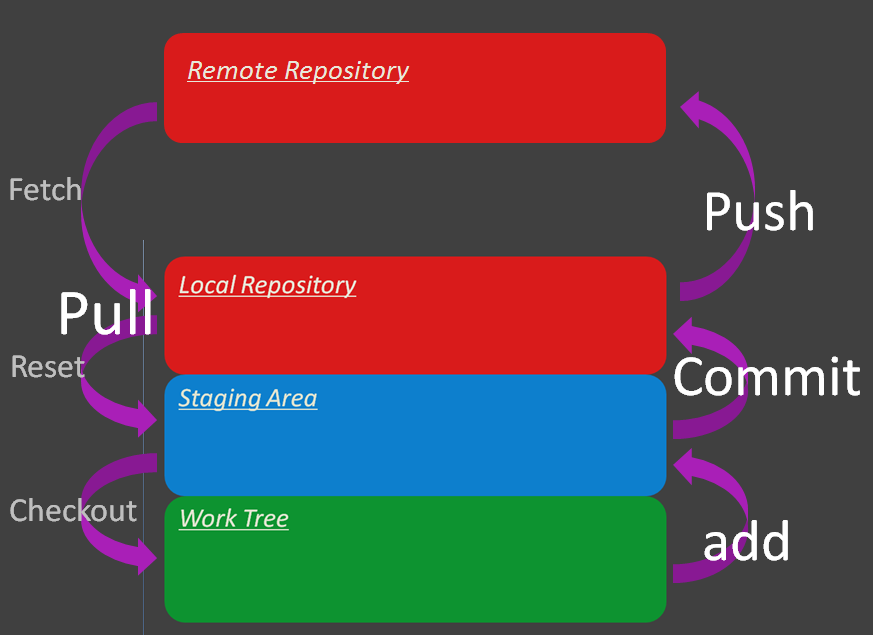 Remote Repository
Fetch
Push
Local Repository
Pull
Reset
Commit
Staging Area
Checkout
Work Tree
add